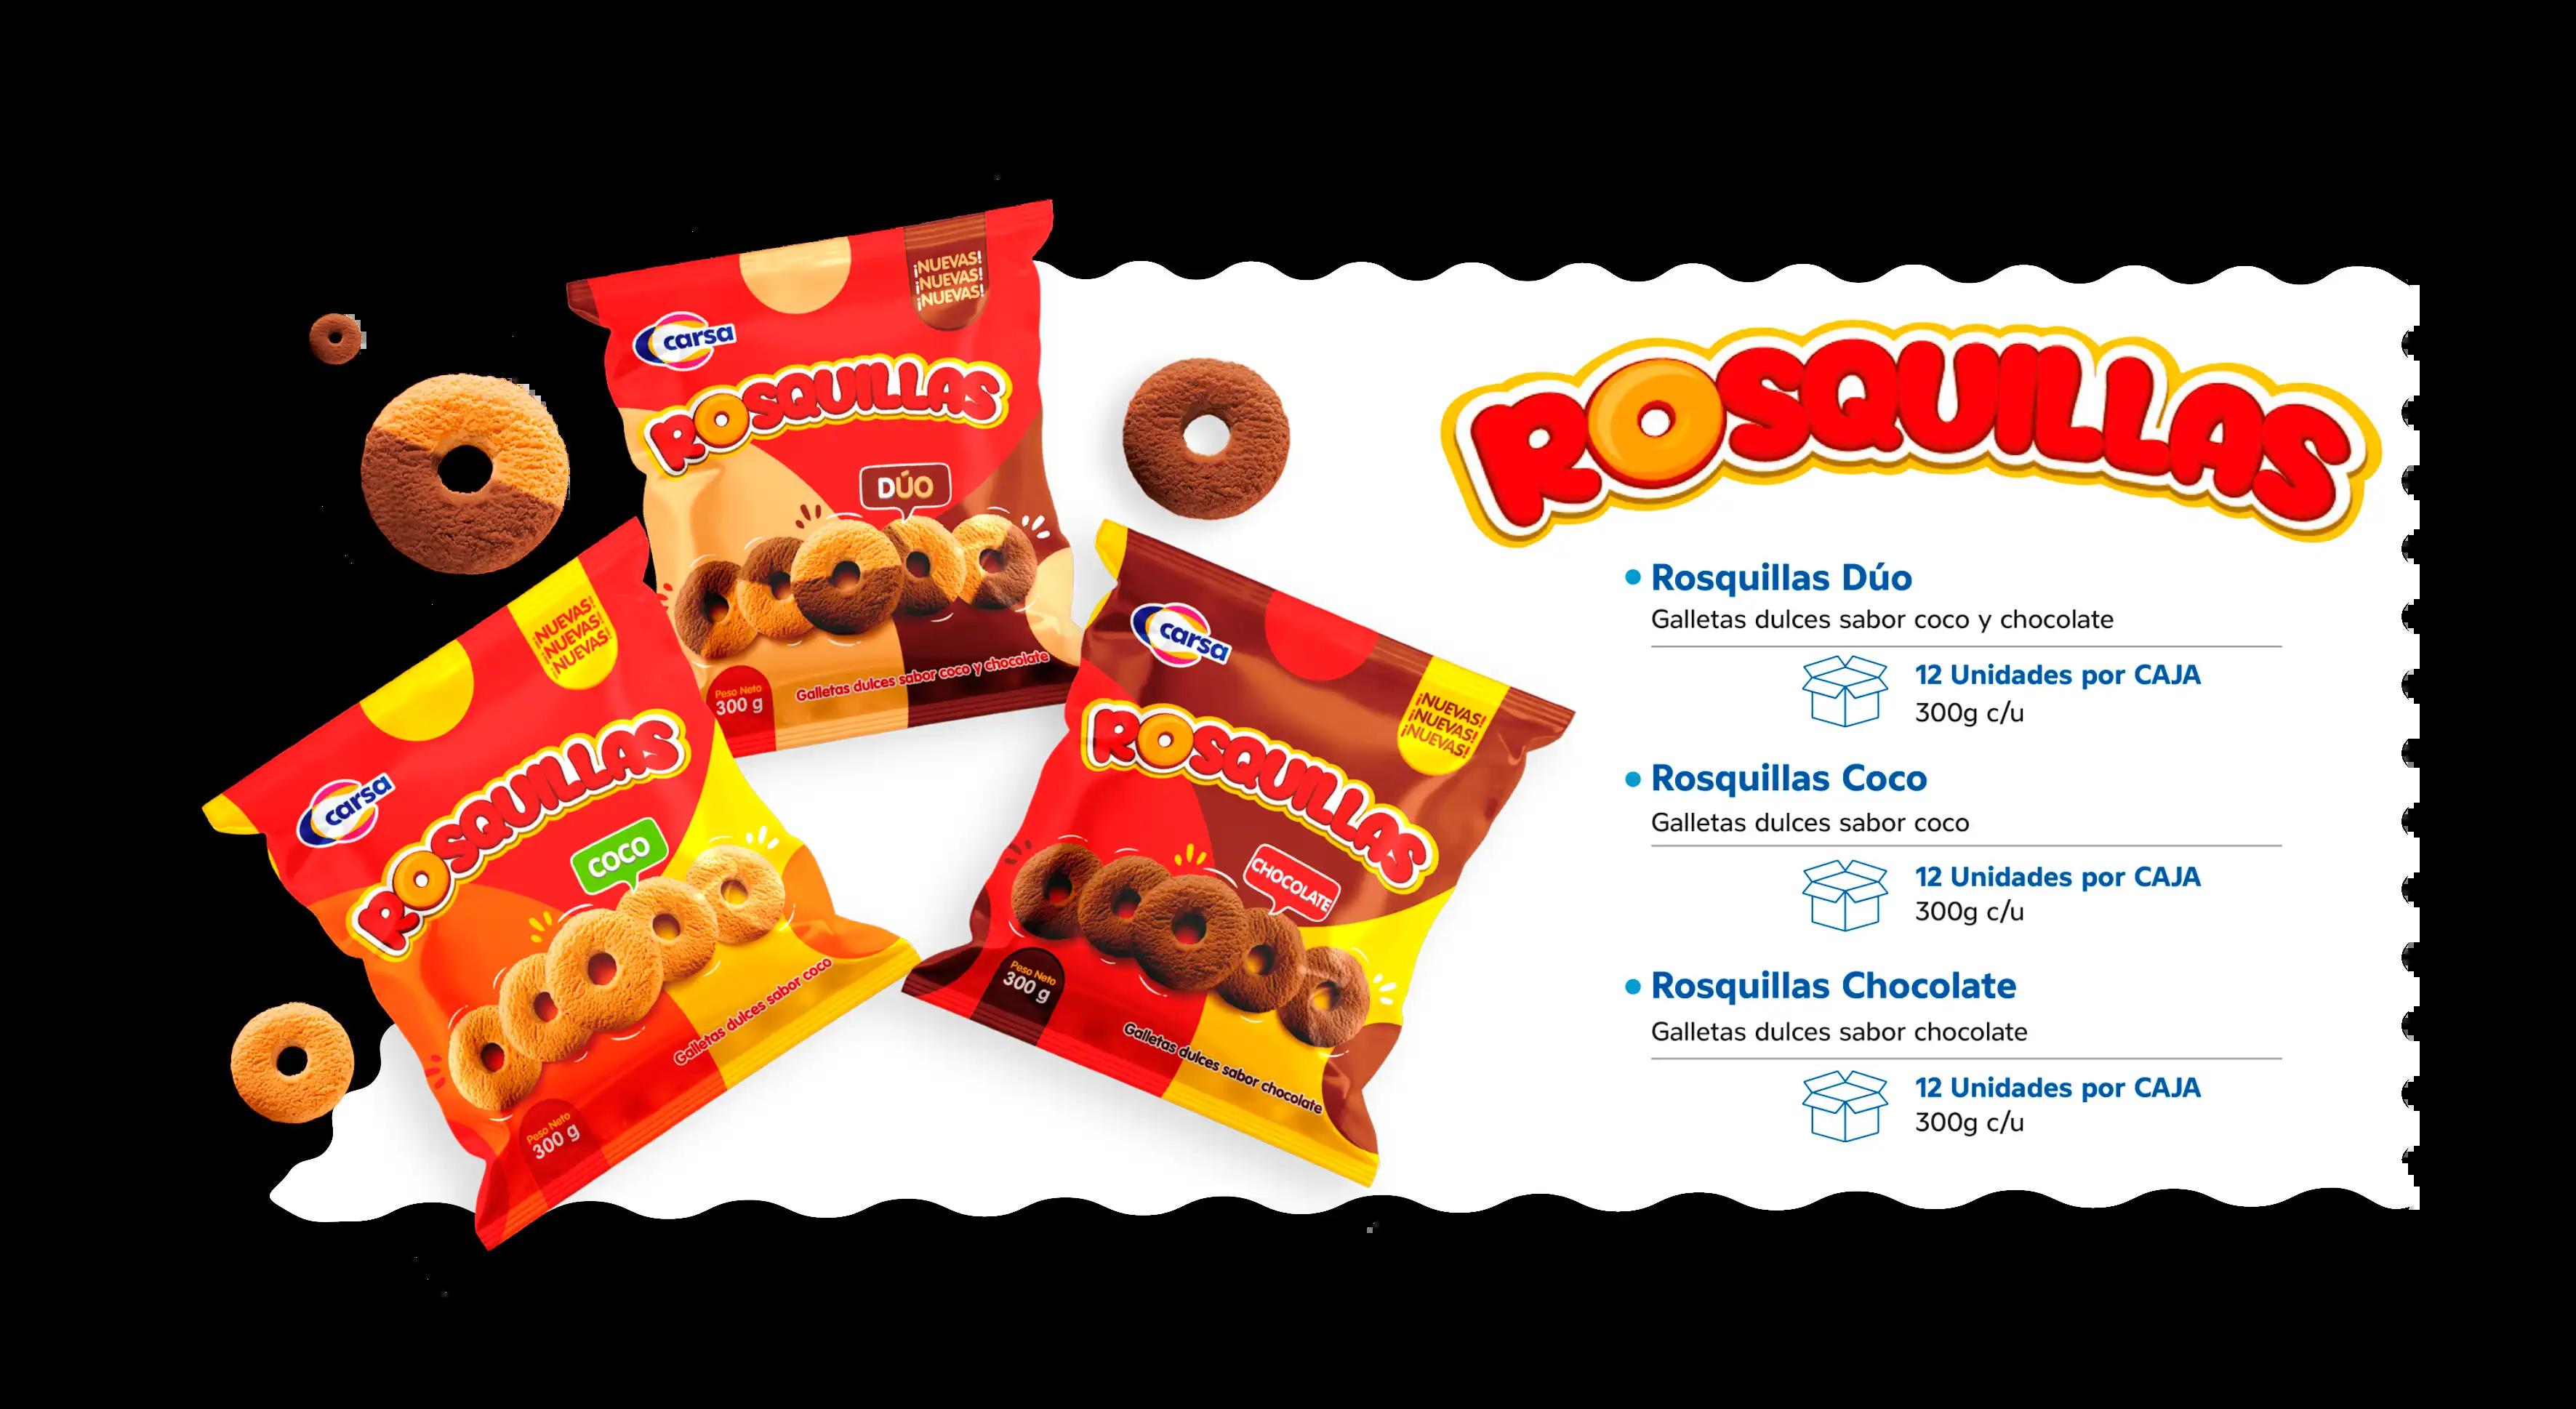 ¡NUEVAS!
¡NUEVAS!
¡NUEVAS!
carsa
ROSQUILLAS
DÚO
Peso Neto
300 g
Galletas dulces sabor coco y chocolate
¡NUEVAS!
¡NUEVAS!
¡NUEVAS!
carsa
ROSQUILLAS
COCO
Galletas dulces sabor coco
Peso Neto
300 g
carsa
¡NUEVAS!
¡NUEVAS!
¡NUEVAS!
ROSQUILLAS
CHOCOLATE
Peso Neto
300 g
Galletas dulces sabor chocolate
ROSQUILLAS
• Rosquillas Dúo
Galletas dulces sabor coco y chocolate
12 Unidades por CAJA
300g c/u
• Rosquillas Coco
Galletas dulces sabor coco
12 Unidades por CAJA
300g c/u
• Rosquillas Chocolate
Galletas dulces sabor chocolate
12 Unidades por CAJA
300g c/u